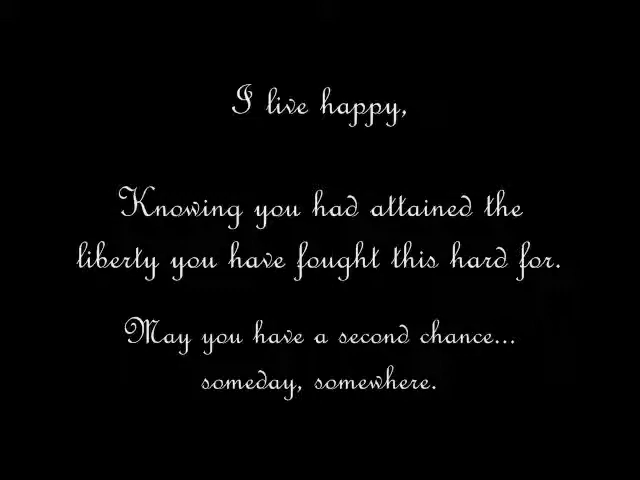 I live happy,
Knowing you had attained the
liberty you have fought this hard for.
May you have a second chance...
someday, somewhere.